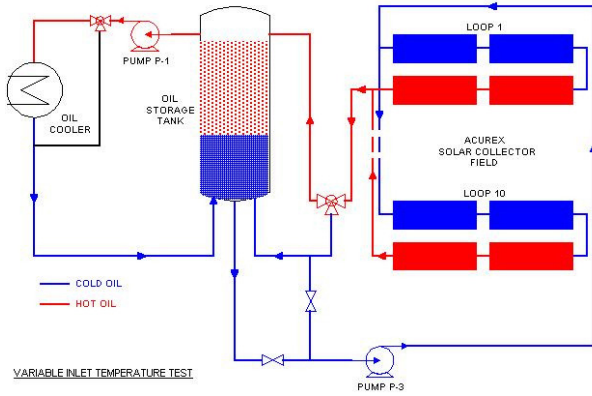 LOOP 1
PUMP P-1
OIL
COOLER
OIL
STORAGE
TANK
ACUREX
SOLAR COLLECTOR
FIELD
LOOP 10
COLD OIL
HOT OIL
VARIABLE INLET TEMPERATURE TEST
PUMP P-3